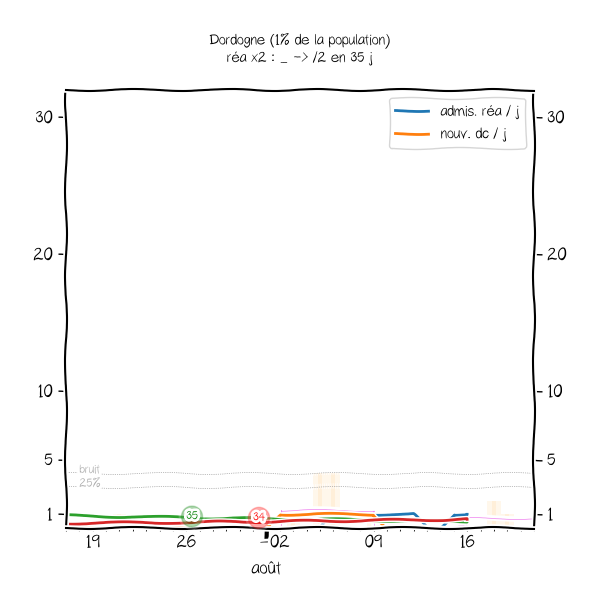 Dordogne (1% de la population)
réa x2 : _ -> /2 en 35 j
admis. réa / j
nouv. dc / j
30 30
20 20
10 10
5 5
bruit
25%
1 35 34 1
19 26 02 09 16
août